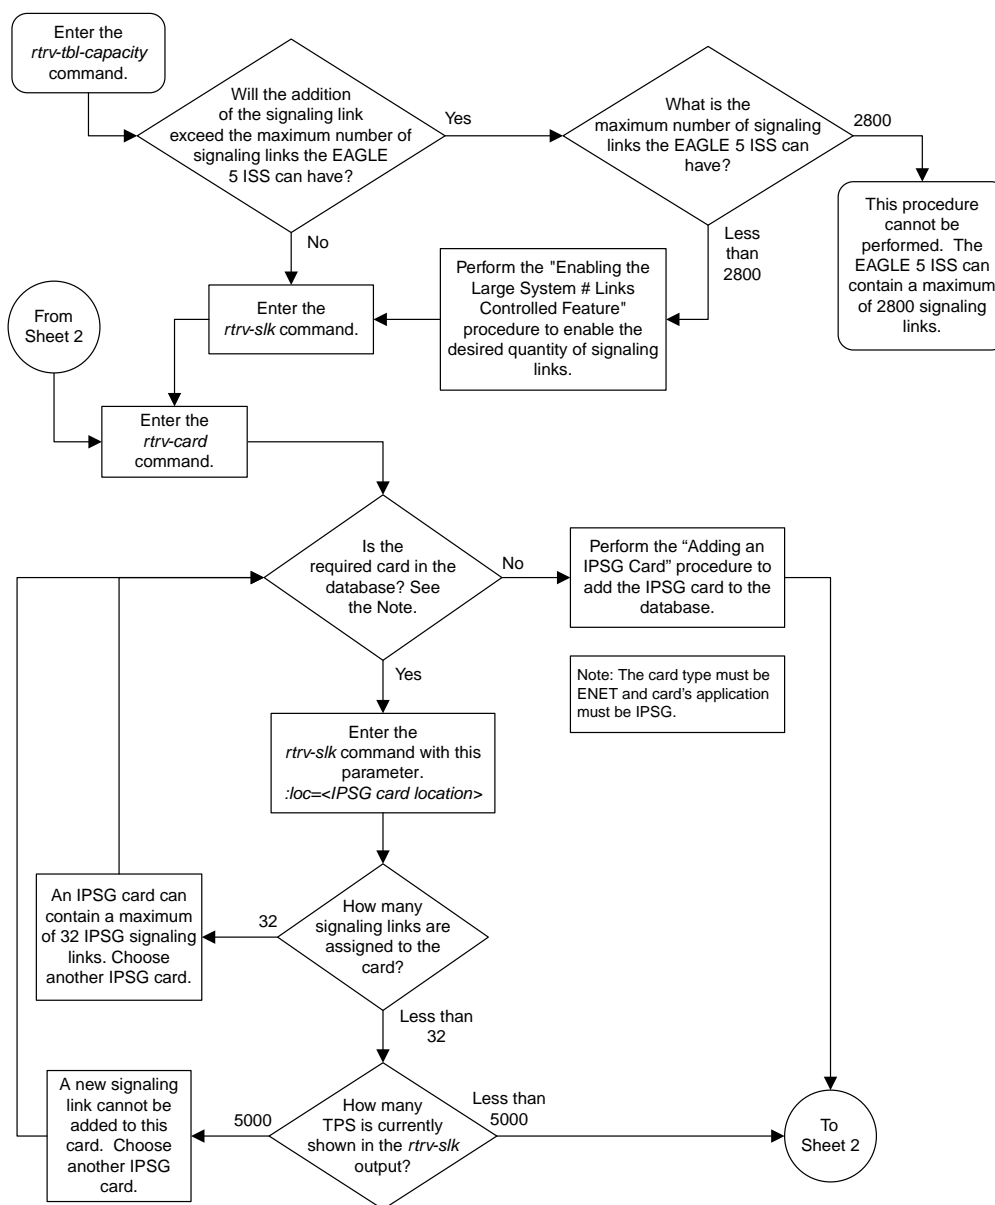 Enter the
rtrv-tbl-capacity
command.
Will the addition
of the signaling link
exceed the maximum number of
signaling links the EAGLE
5 ISS can have?
Yes
What is the
maximum number of signaling
links the EAGLE 5 ISS can
have?
2800
This procedure
cannot be
performed. The
EAGLE 5 ISS can
contain a maximum
of 2800 signaling
links.
No
Less
than
2800
Perform the "Enabling the
Large System # Links
Controlled Feature"
procedure to enable the
desired quantity of signaling
links.
Enter the
rtrv-slk command.
From
Sheet 2
Enter the
rtrv-card
command.
Is the
required card in the
database? See
the Note.
No
Perform the “Adding an
IPSG Card” procedure to
add the IPSG card to the
database.
Yes
Note: The card type must be
ENET and card’s application
must be IPSG.
Enter the
rtrv-slk command with this
parameter.
:loc=<IPSG card location>
How many
signaling links are
assigned to the
card?
32
An IPSG card can
contain a maximum
of 32 IPSG signaling
links. Choose
another IPSG card.
Less than
32
How many
TPS is currently
shown in the rtrv-slk
output?
5000
A new signaling
link cannot be
added to this
card. Choose
another IPSG
card.
Less than
5000
To
Sheet 2